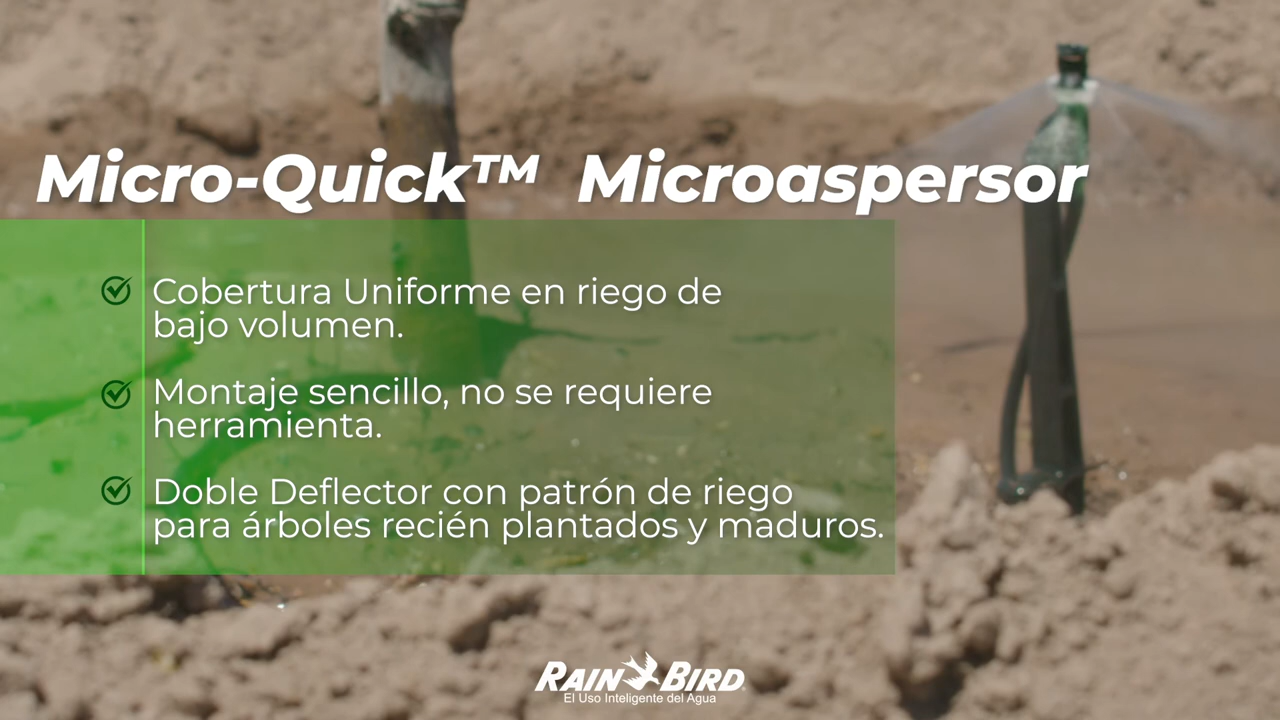 Micro-Quick™ Microaspersor
Cobertura Uniforme en riego de
bajo volumen.
Montaje sencillo, no se requiere
herramienta.
Doble Deflector con patrón de riego
para árboles recién plantados y maduros.
RAIN BIRD
El Uso Inteligente del Agua